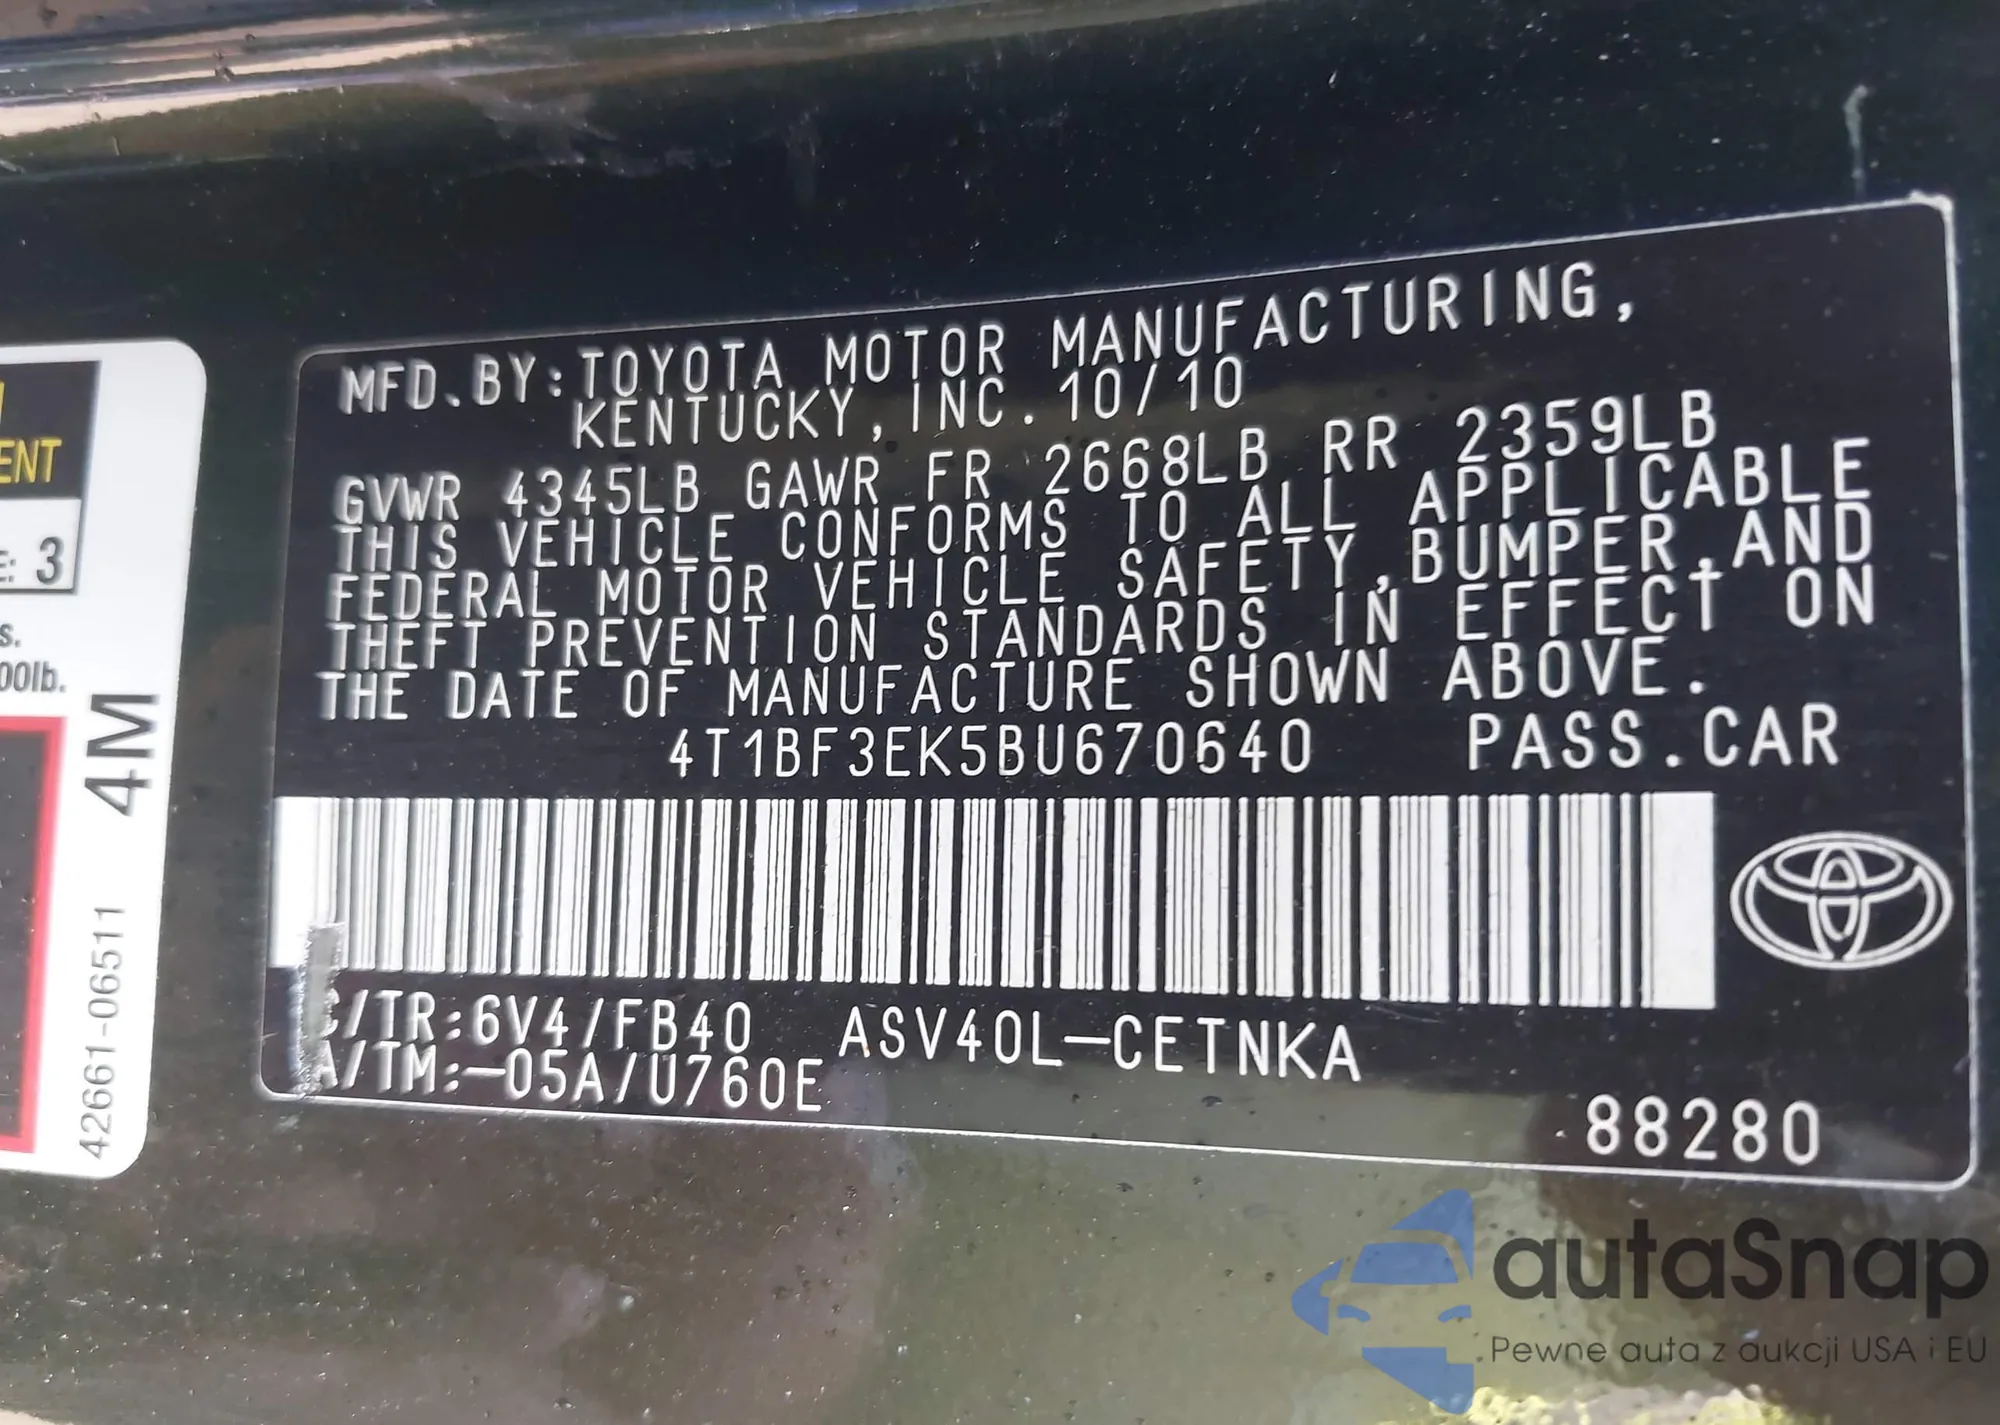 ENT
E: 3
s.
00lb.
4M
42661-06511
MFD.BY:TOYOTA MOTOR MANUFACTURING,
KENTUCKY,INC. 10/10
GVWR 4345LB GAWR FR 2668LB RR 2359LB
THIS VEHICLE CONFORMS TO ALL APPLICABLE
FEDERAL MOTOR VEHICLE SAFETY,BUMPER,AND
THEFT PREVENTION STANDARDS IN EFFECT ON
THE DATE OF MANUFACTURE SHOWN ABOVE.
4T1BF3EK5BU670640 PASS.CAR
C/TR:6V4/FB40 ASV40L-CETNKA
A/TM:-05A/U760E
88280
autaSnap
Pewne auta z aukcji USA i EU